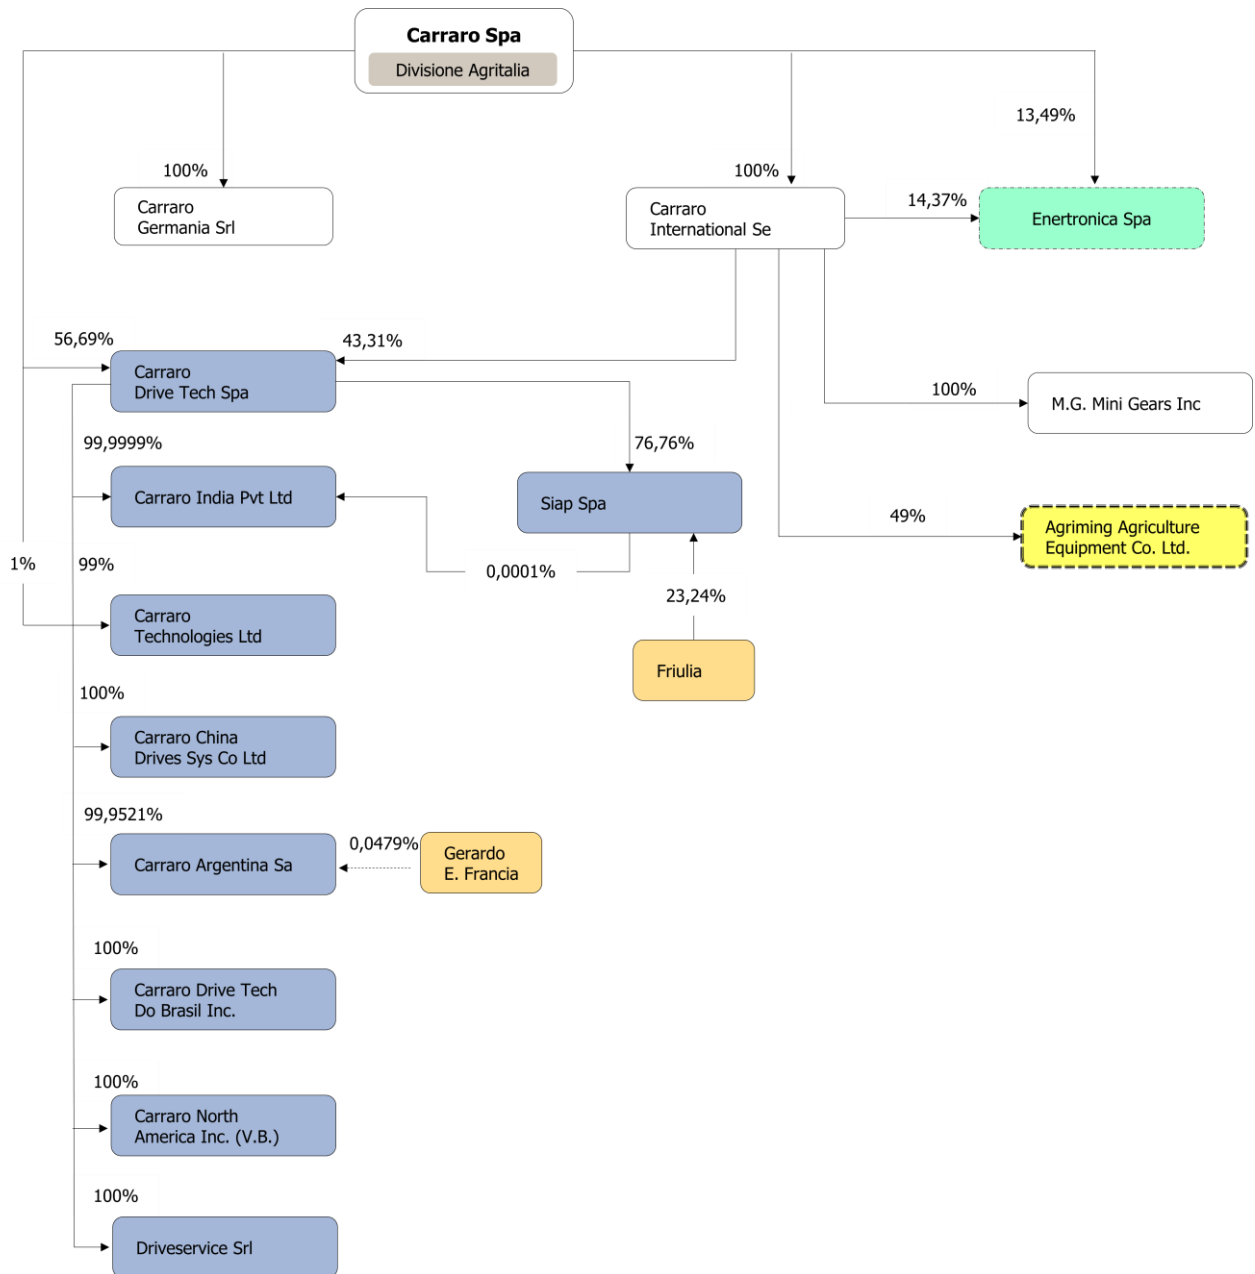 Carraro Spa
Divisione Agritalia
13,49%
100%
100%
Carraro
Germania Srl
Carraro
International Se
14,37%
Enertronica Spa
56,69%
43,31%
Carraro
Drive Tech Spa
100%
M.G. Mini Gears Inc
99,9999%
76,76%
Carraro India Pvt Ltd
Siap Spa
49%
Agriming Agriculture
Equipment Co. Ltd.
1%
99%
0,0001%
23,24%
Carraro
Technologies Ltd
Friulia
100%
Carraro China
Drives Sys Co Ltd
99,9521%
0,0479%
Carraro Argentina Sa
Gerardo
E. Francia
100%
Carraro Drive Tech
Do Brasil Inc.
100%
Carraro North
America Inc. (V.B.)
100%
Driveservice Srl